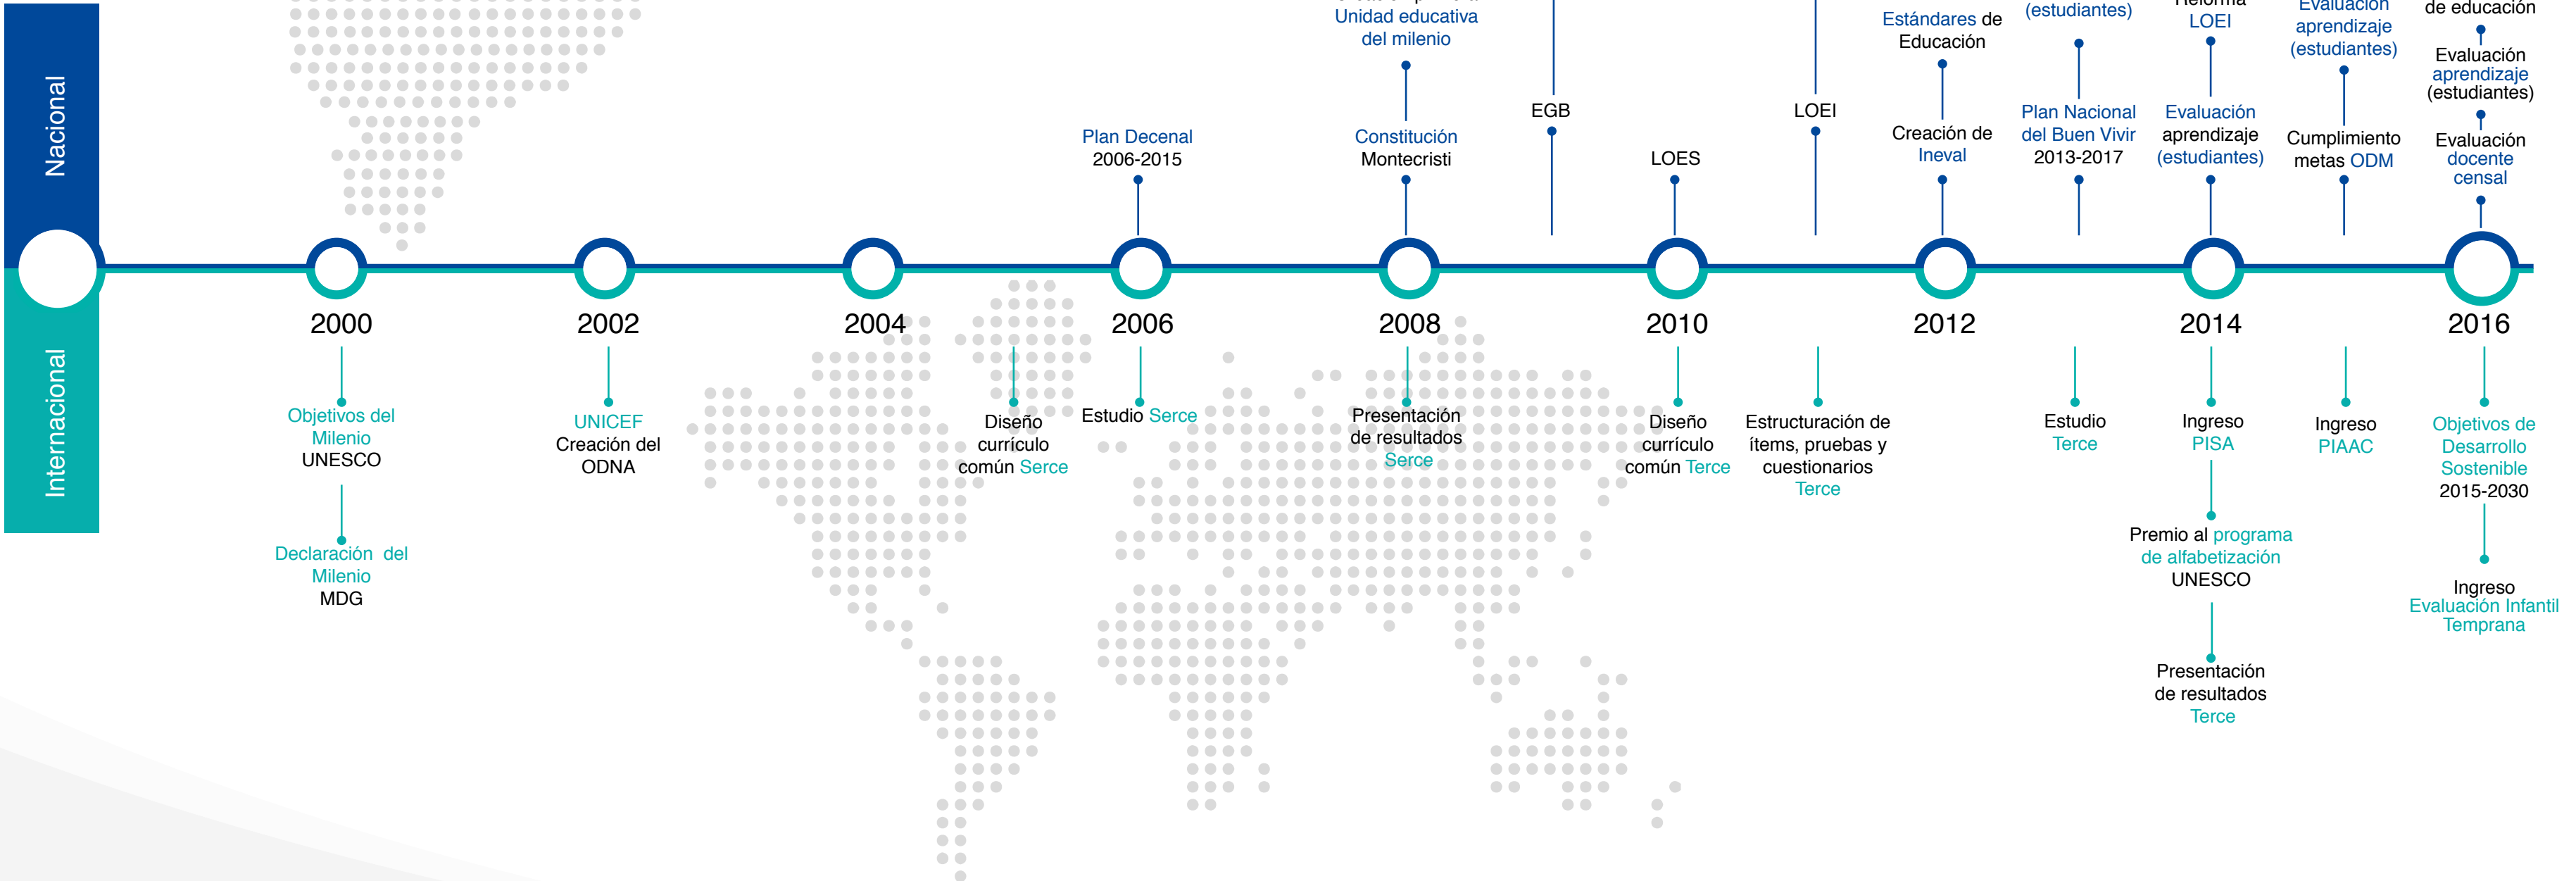 Nacional
Unidad educativa
del milenio
Constitución
Montecristi
Plan Decenal
2006-2015
EGB
LOES
LOEI
Estándares de
Educación
Creación de
Ineval
(estudiantes)
Plan Nacional
del Buen Vivir
2013-2017
Reforma
LOEI
Evaluación
aprendizaje
(estudiantes)
Evaluación
aprendizaje
(estudiantes)
Cumplimiento
metas ODM
de educación
Evaluación
aprendizaje
(estudiantes)
Evaluación
docente
censal
2000
2002
2004
2006
2008
2010
2012
2014
2016
Internacional
Objetivos del
Milenio
UNESCO
Declaración del
Milenio
MDG
UNICEF
Creación del
ODNA
Diseño
currículo
común Serce
Estudio Serce
Presentación
de resultados
Serce
Diseño
currículo
común Terce
Estructuración de
ítems, pruebas y
cuestionarios
Terce
Estudio
Terce
Ingreso
PISA
Premio al programa
de alfabetización
UNESCO
Presentación
de resultados
Terce
Ingreso
PIAAC
Objetivos de
Desarrollo
Sostenible
2015-2030
Ingreso
Evaluación Infantil
Temprana